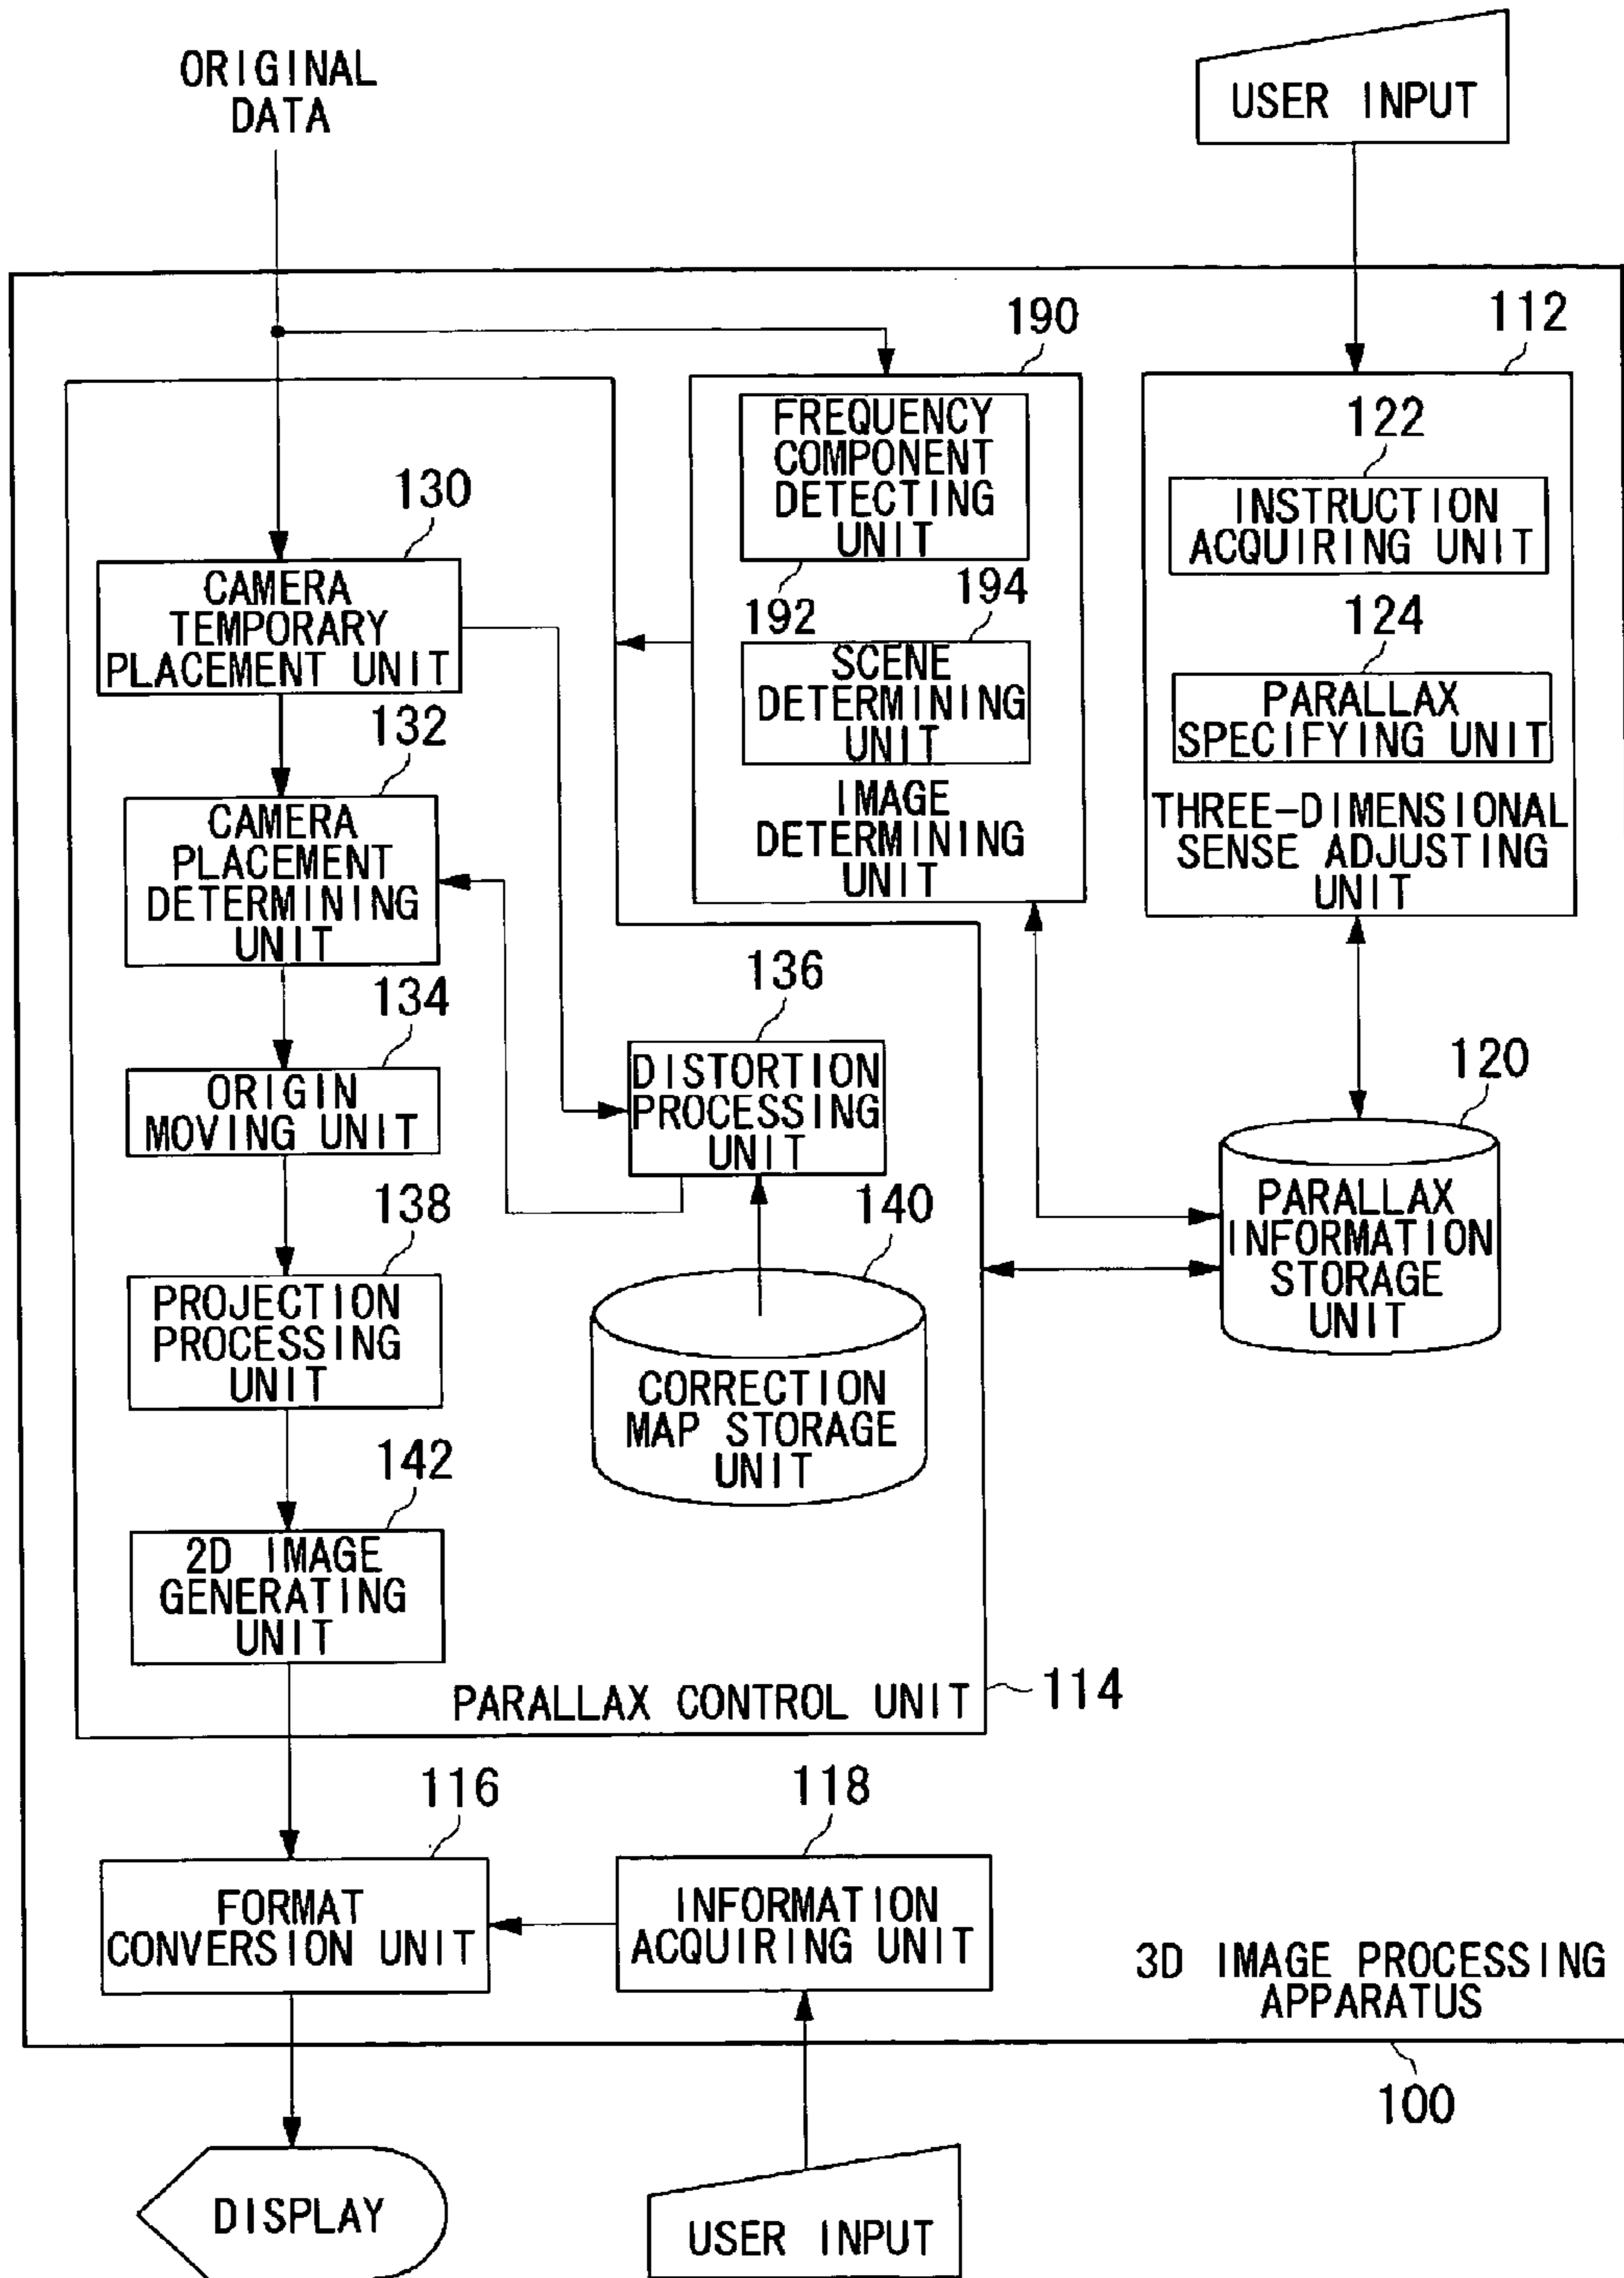 ORIGINAL
DATA
USER INPUT
190
112
FREQUENCY
COMPONENT
DETECTING
UNIT
192
122
INSTRUCTION
ACQUIRING UNIT
130
CAMERA
TEMPORARY
PLACEMENT UNIT
194
SCENE
DETERMINING
UNIT
124
PARALLAX
SPECIFYING UNIT
IMAGE
DETERMINING
UNIT
THREE-DIMENSIONAL
SENSE ADJUSTING
UNIT
132
CAMERA
PLACEMENT
DETERMINING
UNIT
134
ORIGIN
MOVING UNIT
136
DISTORTION
PROCESSING
UNIT
120
PARALLAX
INFORMATION
STORAGE
UNIT
138
PROJECTION
PROCESSING
UNIT
140
CORRECTION
MAP STORAGE
UNIT
142
2D IMAGE
GENERATING
UNIT
PARALLAX CONTROL UNIT
114
116
FORMAT
CONVERSION UNIT
118
INFORMATION
ACQUIRING UNIT
3D IMAGE PROCESSING
APPARATUS
100
DISPLAY
USER INPUT